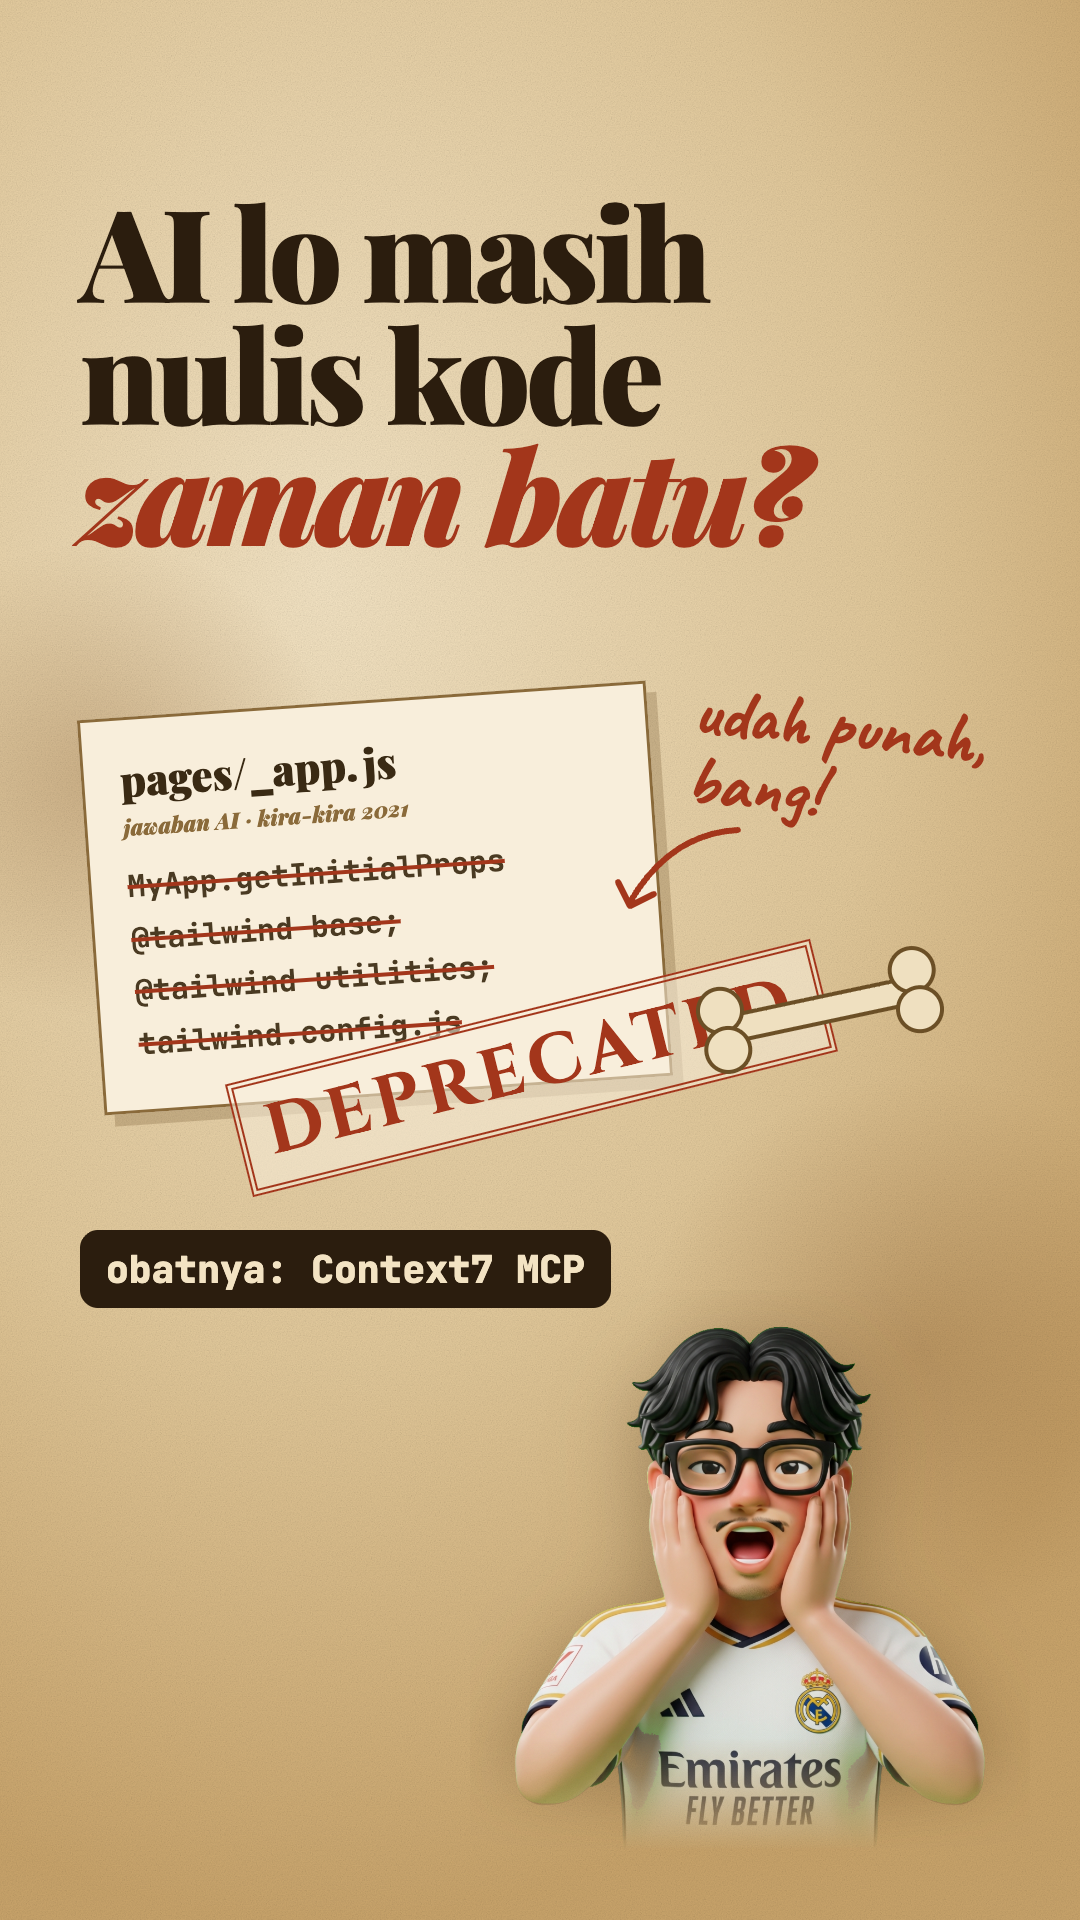 AI lo masih
nulis kode
zaman batu?
udah punah,
bang!
pages/_app.js
jawaban AI · kira-kira 2021
MyApp.getInitialProps
@tailwind base;
@tailwind utilities;
tailwind.config.js
DEPRECATED
obatnya: Context7 MCP
Emirates
FLY BETTER